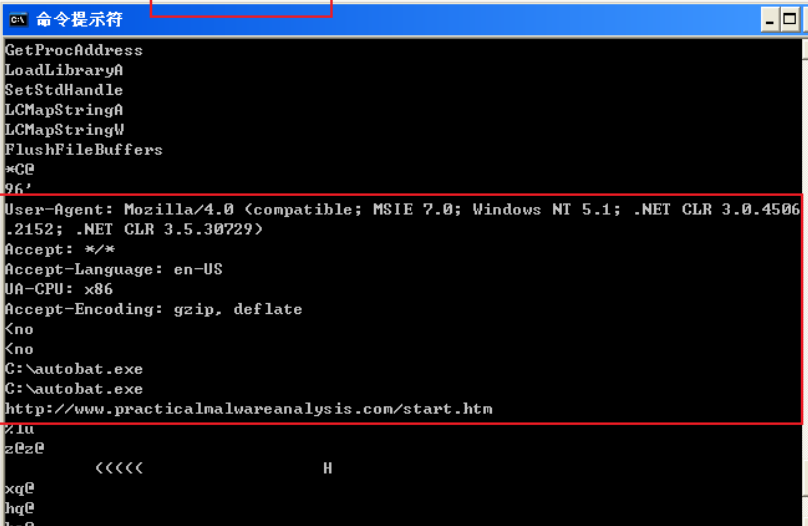 命令提示符
GetProcAddress
LoadLibraryA
SetStdHandle
LCMapStringA
LCMapStringW
FlushFileBuffers
*C@
96'
User-Agent: Mozilla/4.0 (compatible; MSIE 7.0; Windows NT 5.1; .NET CLR 3.0.4506
.2152; .NET CLR 3.5.30729)
Accept: */*
Accept-Language: en-US
UA-CPU: x86
Accept-Encoding: gzip, deflate
<no
<no
C:\autobat.exe
C:\autobat.exe
http://www.practicalmalwareanalysis.com/start.htm
%lu
z@z@
(((((                  H
xq@
hq@